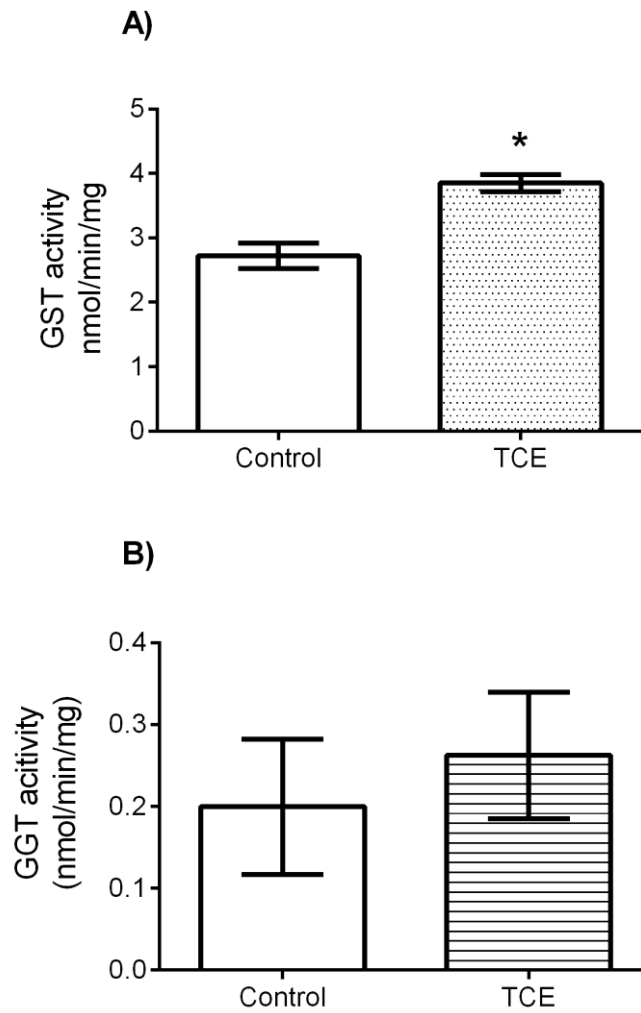 A)
5
4
3
2
1
0
GST activity
nmol/min/mg
*
Control TCE
B)
0.4
0.3
0.2
0.1
0.0
GGT acitivity
(nmol/min/mg)
Control TCE